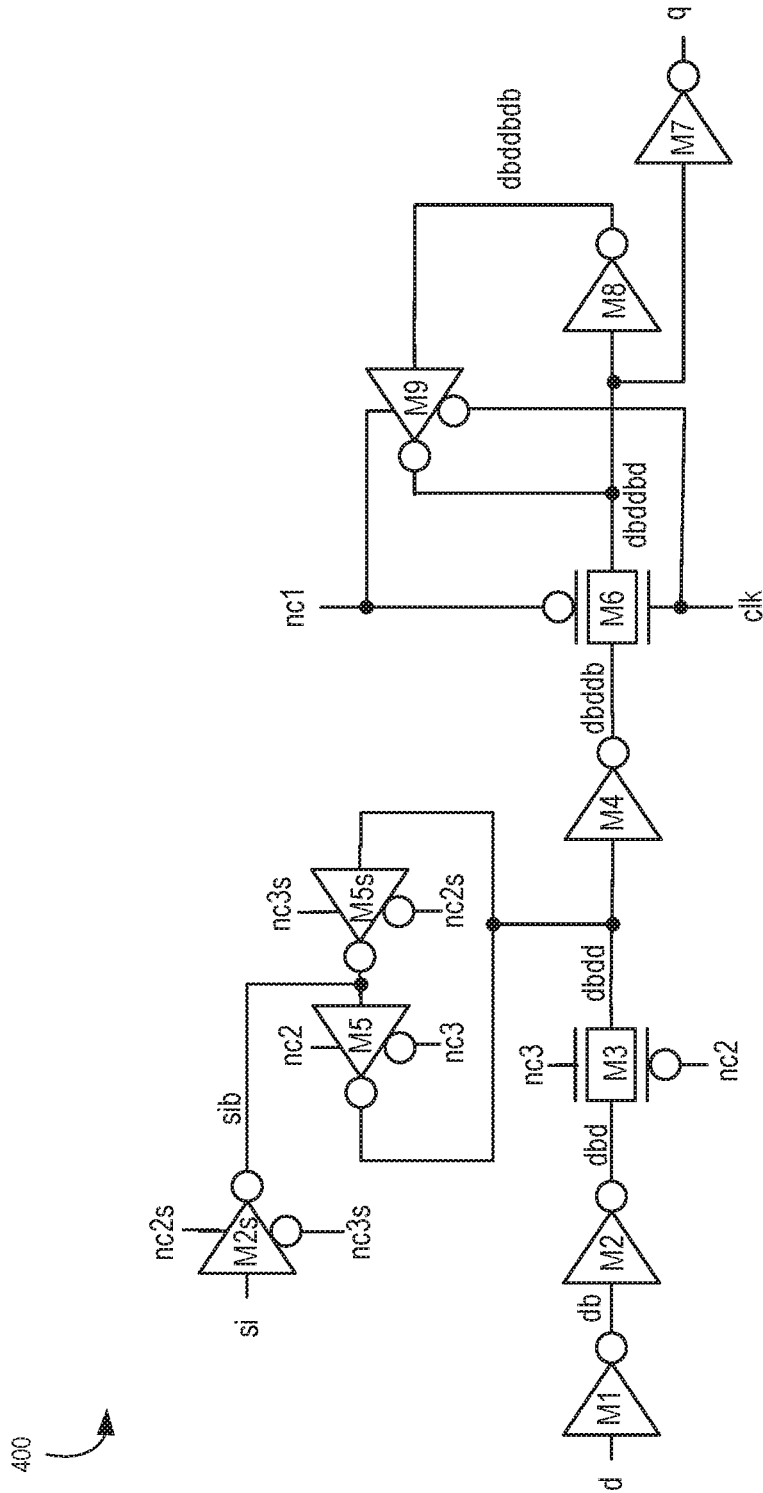 400
d
M1
db
M2
dbd
nc3
M3
nc2
dbdd
si
nc2s
M2s
nc3s
sib
nc2
M5
nc3
nc3s
M5s
nc2s
M4
dbddb
nc1
M6
clk
dbddbd
M9
M8
dbddbdb
M7
q